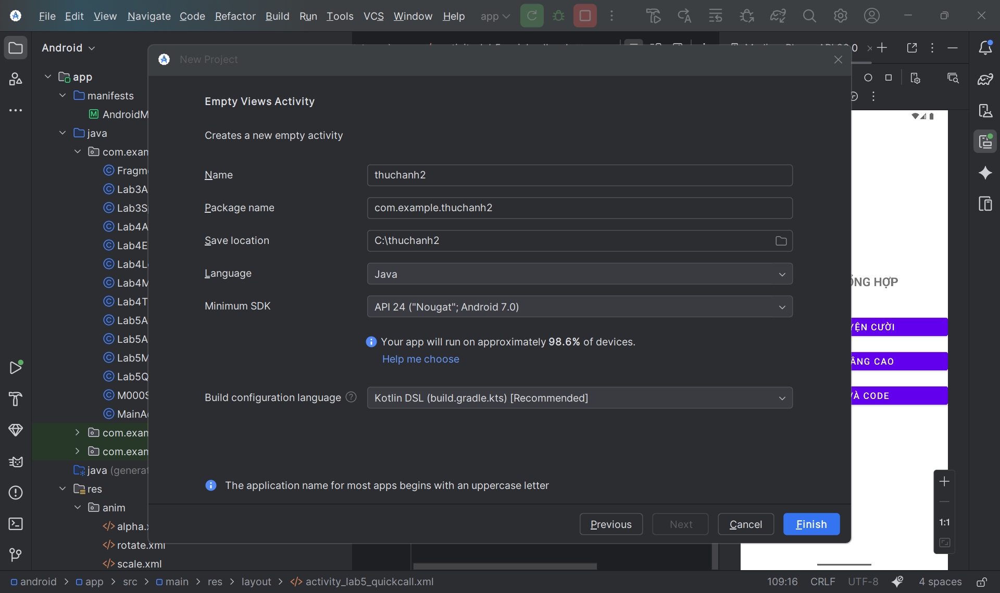 File Edit View Navigate Code Refactor Build Run Tools VCS Window Help app
Android
app
manifests
AndroidM
java
com.exam
Fragme
Lab3A
Lab3S
Lab4A
Lab4E
Lab4L
Lab4M
Lab4T
Lab5A
Lab5A
Lab5M
Lab5Q
M000S
MainA
com.exam
com.exam
java (generat
res
anim
alpha.x
rotate.xml
scale.xml
New Project
Empty Views Activity
Creates a new empty activity
Name
thuchanh2
Package name
com.example.thuchanh2
Save location
C:\thuchanh2
Language
Java
Minimum SDK
API 24 ("Nougat"; Android 7.0)
Your app will run on approximately 98.6% of devices.
Help me choose
Build configuration language
Kotlin DSL (build.gradle.kts) [Recommended]
The application name for most apps begins with an uppercase letter
Previous Next Cancel Finish
ỔNG HỢP
YỆN CƯỜI
ÂNG CAO
VÀ CODE
1:1
android > app > src > main > res > layout > activity_lab5_quickcall.xml
109:16 CRLF UTF-8 4 spaces